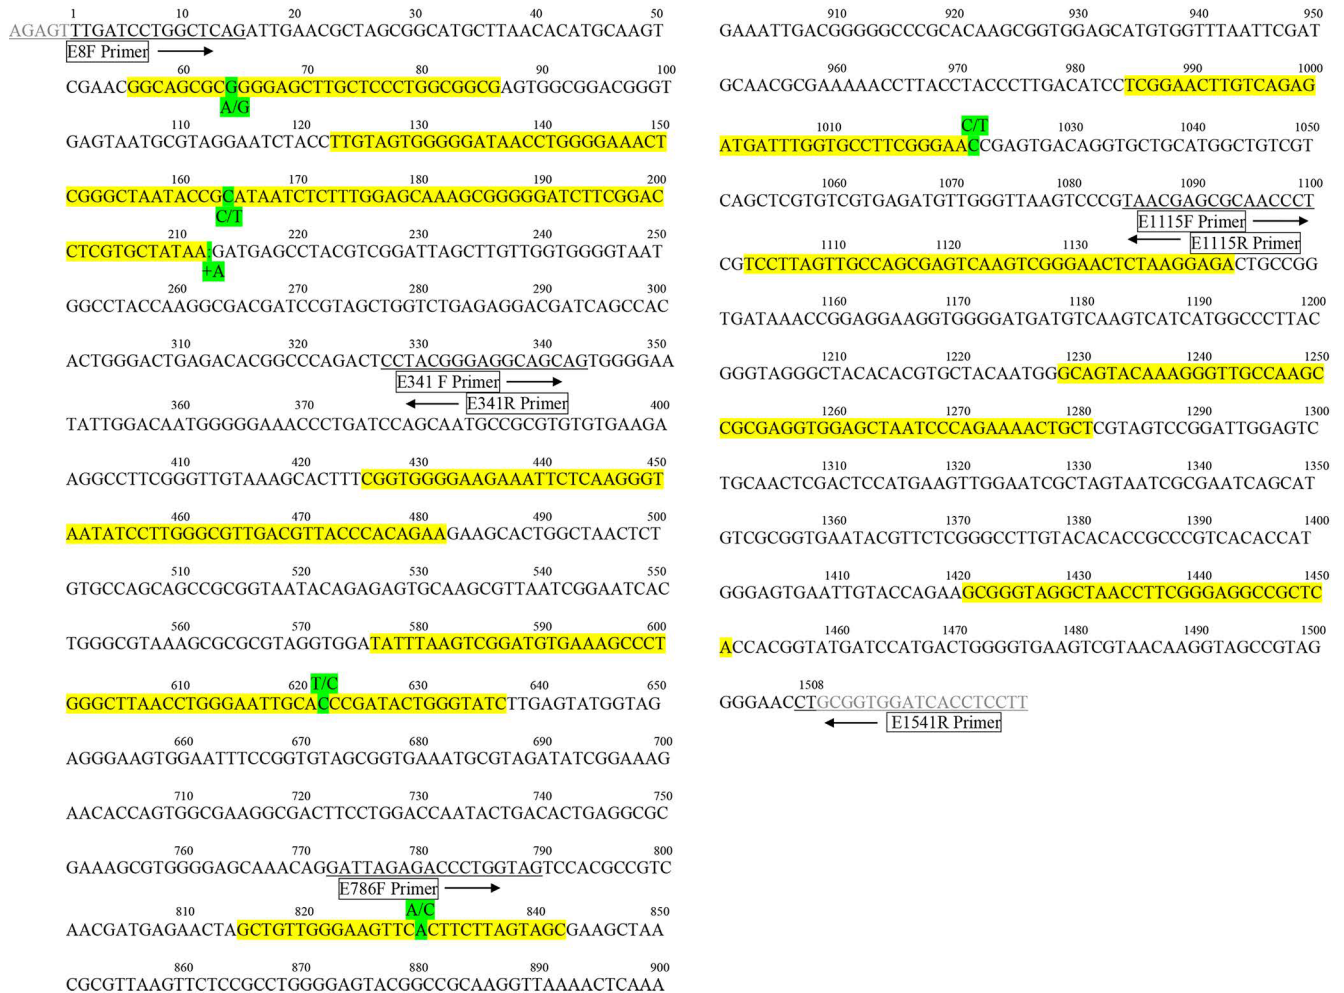 1 10 20 30 40 50
AGAGTTTGATCCTGGCTCAGATTGAACGCTAGCGGCATGCTTAACACATGCAAGT
E8F Primer
60 70 80 90 100
CGAACGGCAGCGCGGGGAGCTTGCTCCCTGGCGGCGAGTGGCGGACGGGT
A/G
110 120 130 140 150
GAGTAATGCGTAGGAATCTACCTTGTAGTGGGGGATAACCTGGGGAAACT
160 170 180 190 200
CGGGCTAATACCGCATAATCTCTTTGGAGCAAAGCGGGGGATCTTCGGAC
C/T
210 220 230 240 250
CTCGTGCTATAA:GATGAGCCTACGTCGGATTAGCTTGTTGGTGGGGTAAT
+A
260 270 280 290 300
GGCCTACCAAGGCGACGATCCGTAGCTGGTCTGAGAGGACGATCAGCCAC
310 320 330 340 350
ACTGGGACTGAGACACGGCCCAGACTCCTACGGGAGGCAGCAGTGGGGAA
E341 F Primer
E341R Primer
360 370 380 390 400
TATTGGACAATGGGGGAAACCCTGATCCAGCAATGCCGCGTGTGTGAAGA
410 420 430 440 450
AGGCCTTCGGGTTGTAAAGCACTTTCGGTGGGGAAGAAATTCTCAAGGGT
460 470 480 490 500
AATATCCTTGGGCGTTGACGTTACCCACAGAAGAAGCACTGGCTAACTCT
510 520 530 540 550
GTGCCAGCAGCCGCGGTAATACAGAGAGTGCAAGCGTTAATCGGAATCAC
560 570 580 590 600
TGGGCGTAAAGCGCGCGTAGGTGGATATTTAAGTCGGATGTGAAAGCCCT
610 620 T/C 630 640 650
GGGCTTAACCTGGGAATTGCACCCGATACTGGGTATCTTGAGTATGGTAG
660 670 680 690 700
AGGGAAGTGGAATTTCCGGTGTAGCGGTGAAATGCGTAGATATCGGAAAG
710 720 730 740 750
AACACCAGTGGCGAAGGCGACTTCCTGGACCAATACTGACACTGAGGCGC
760 770 780 790 800
GAAAGCGTGGGGAGCAAACAGGATTAGAGACCCTGGTAGTCCACGCCGTC
E786F Primer
810 820 A/C 840 850
AACGATGAGAACTAGCTGTTGGGAAGTTCACTTCTTAGTAGCGAAGCTAA
860 870 880 890 900
CGCGTTAAGTTCTCCGCCTGGGGAGTACGGCCGCAAGGTTAAAACTCAAA
910 920 930 940 950
GAAATTGACGGGGGCCCGCACAAGCGGTGGAGCATGTGGTTTAATTCGAT
960 970 980 990 1000
GCAACGCGAAAAACCTTACCTACCCTTGACATCCTCGGAACTTGTCAGAG
1010 C/T 1030 1040 1050
ATGATTTGGTGCCTTCGGGAACCGAGTGACAGGTGCTGCATGGCTGTCGT
1060 1070 1080 1090 1100
CAGCTCGTGTCGTGAGATGTTGGGTTAAGTCCCGTAACGAGCGCAACCCT
E1115F Primer
E1115R Primer
1110 1120 1130 1140 1150
CGTCCTTAGTTGCCAGCGAGTCAAGTCGGGAACTCTAAGGAGACTGCCGG
1160 1170 1180 1190 1200
TGATAAACCGGAGGAAGGTGGGGATGATGTCAAGTCATCATGGCCCTTAC
1210 1220 1230 1240 1250
GGGTAGGGCTACACACGTGCTACAATGGGCAGTACAAAGGGTTGCCAAGC
1260 1270 1280 1290 1300
CGCGAGGTGGAGCTAATCCCAGAAAACTGCTCGTAGTCCGGATTGGAGTC
1310 1320 1330 1340 1350
TGCAACTCGACTCCATGAAGTTGGAATCGCTAGTAATCGCGAATCAGCAT
1360 1370 1380 1390 1400
GTCGCGGTGAATACGTTCTCGGGCCTTGTACACACCGCCCGTCACACCAT
1410 1420 1430 1440 1450
GGGAGTGAATTGTACCAGAAGCGGGTAGGCTAACCTTCGGGAGGCCGCTC
1460 1470 1480 1490 1500
ACCACGGTATGATCCATGACTGGGGTGAAGTCGTAACAAGGTAGCCGTAG
1508
GGGAACCTGCGGTGGATCACCTCCTT
E1541R Primer